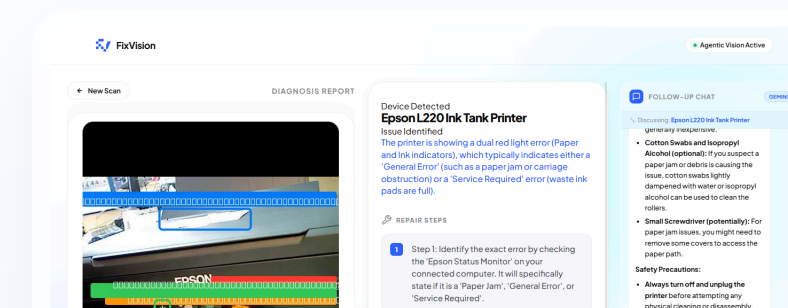 FixVision
Agentic Vision Active
← New Scan
DIAGNOSIS REPORT
EPSON
Device Detected
Epson L220 Ink Tank Printer
Issue Identified
The printer is showing a dual red light error (Paper
and Ink indicators), which typically indicates either a
'General Error' (such as a paper jam or carriage
obstruction) or a 'Service Required' error (waste ink
pads are full).
REPAIR STEPS
1
Step 1: Identify the exact error by checking
the 'Epson Status Monitor' on your
connected computer. It will specifically
state if it is a 'Paper Jam', 'General Error', or
'Service Required'.
FOLLOW-UP CHAT
Discussing: Epson L220 Ink Tank Printer
generally inexpensive.
• Cotton Swabs and Isopropyl
Alcohol (optional): If you suspect a
paper jam or debris is causing the
issue, cotton swabs lightly
dampened with water or isopropyl
alcohol can be used to clean the
rollers.
• Small Screwdriver (potentially): For
paper jam issues, you might need to
remove some covers to access the
paper path.
Safety Precautions:
• Always turn off and unplug the
printer before attempting any
physical cleaning or disassembly.